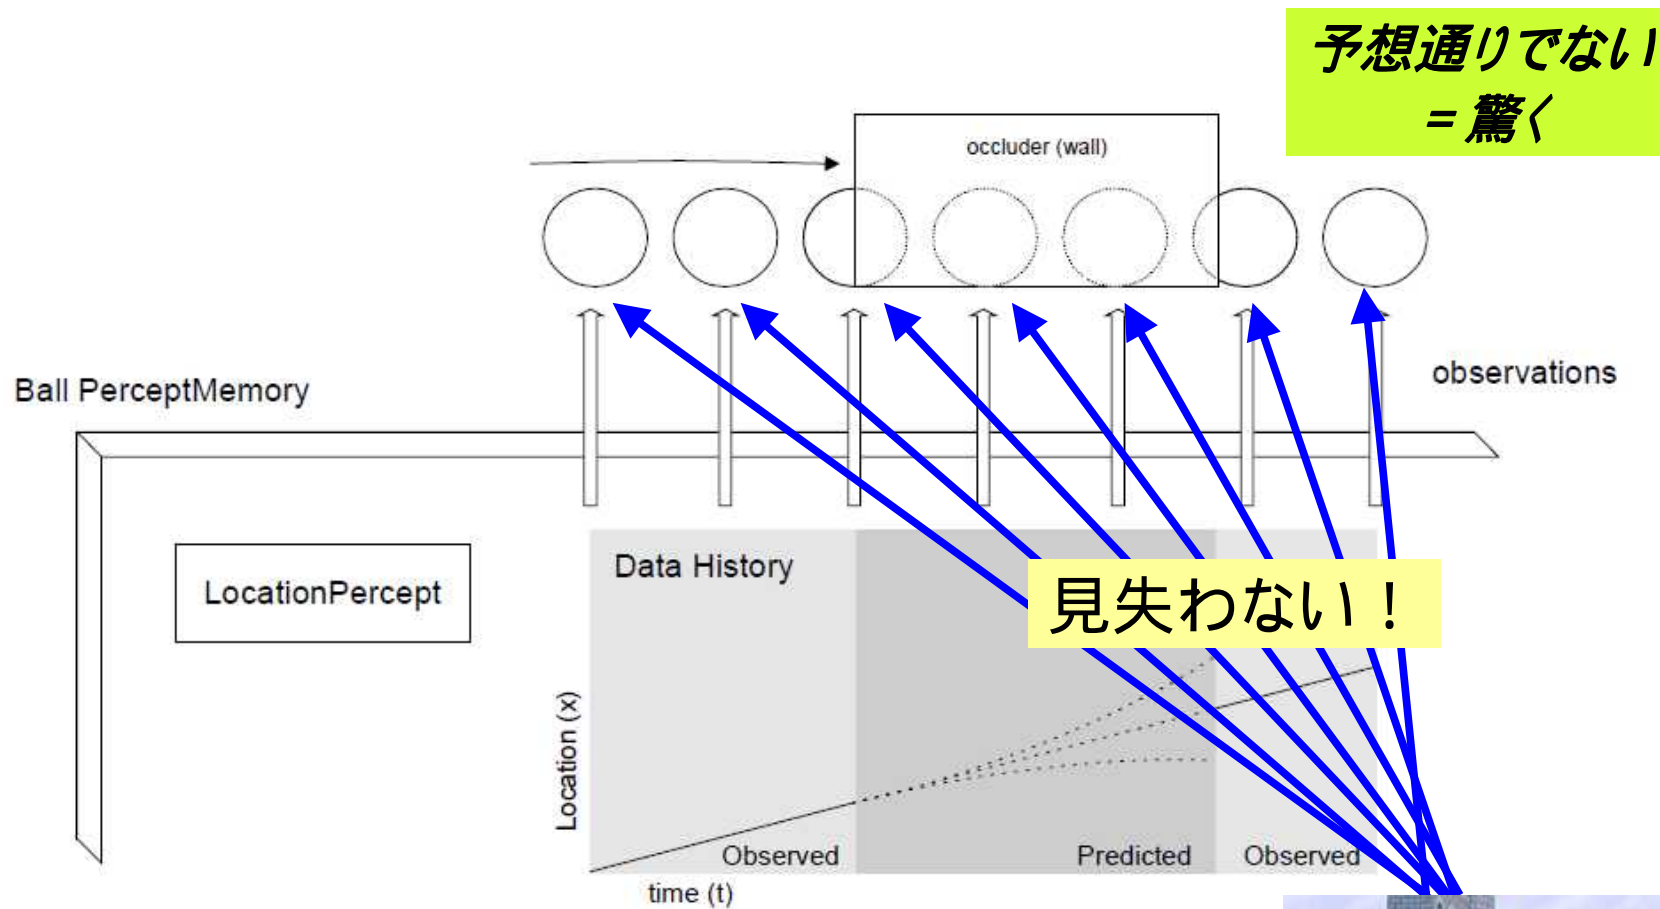 予想通りでない
=驚く
occluder (wall)
Ball PerceptMemory
observations
LocationPercept
Data History
見失わない！
Location (x)
Observed
Predicted
Observed
time (t)